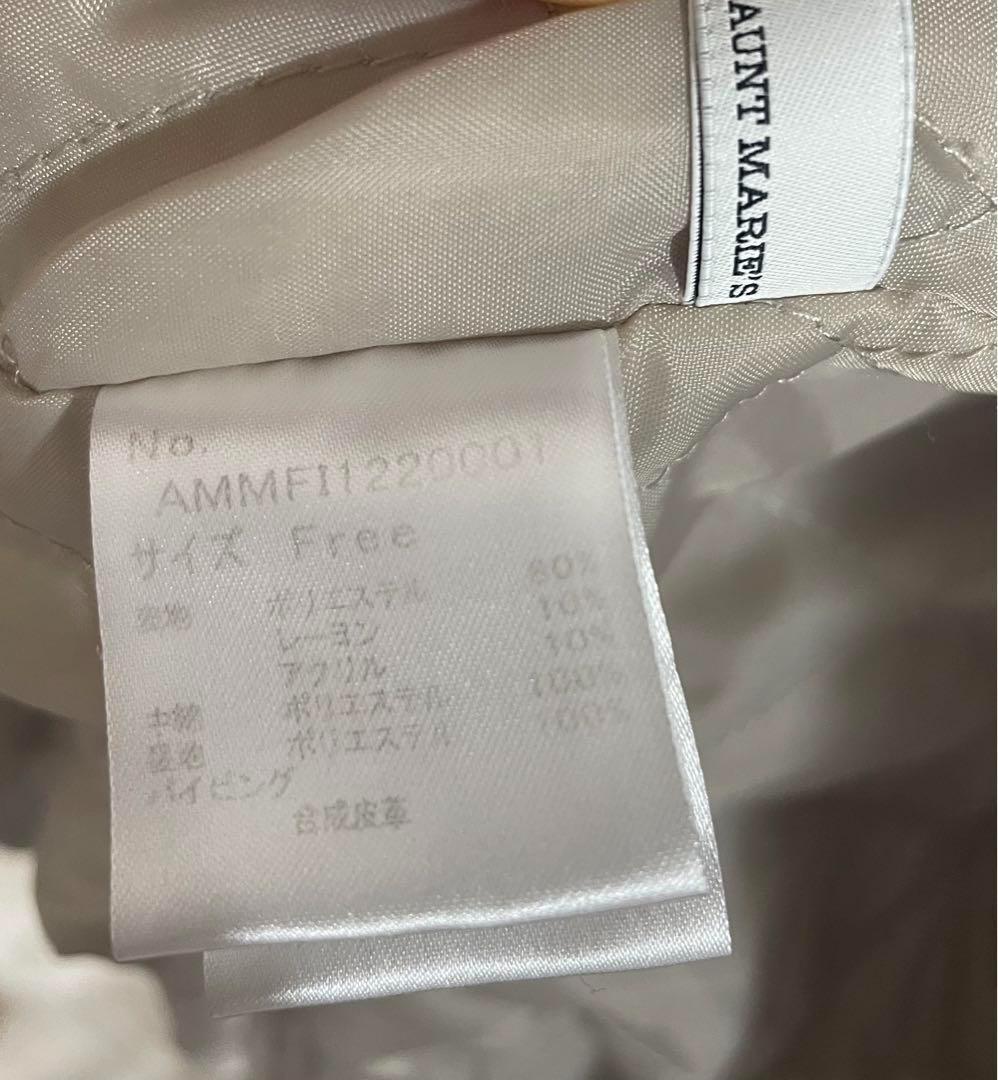 AUNT MARIE'S
No.
AMMFI1220001
サイズ Free
表地 ポリエステル 80%
レーヨン 10%
アクリル 10%
中綿 ポリエステル 100%
裏地 ポリエステル 100%
パイピング
合成皮革